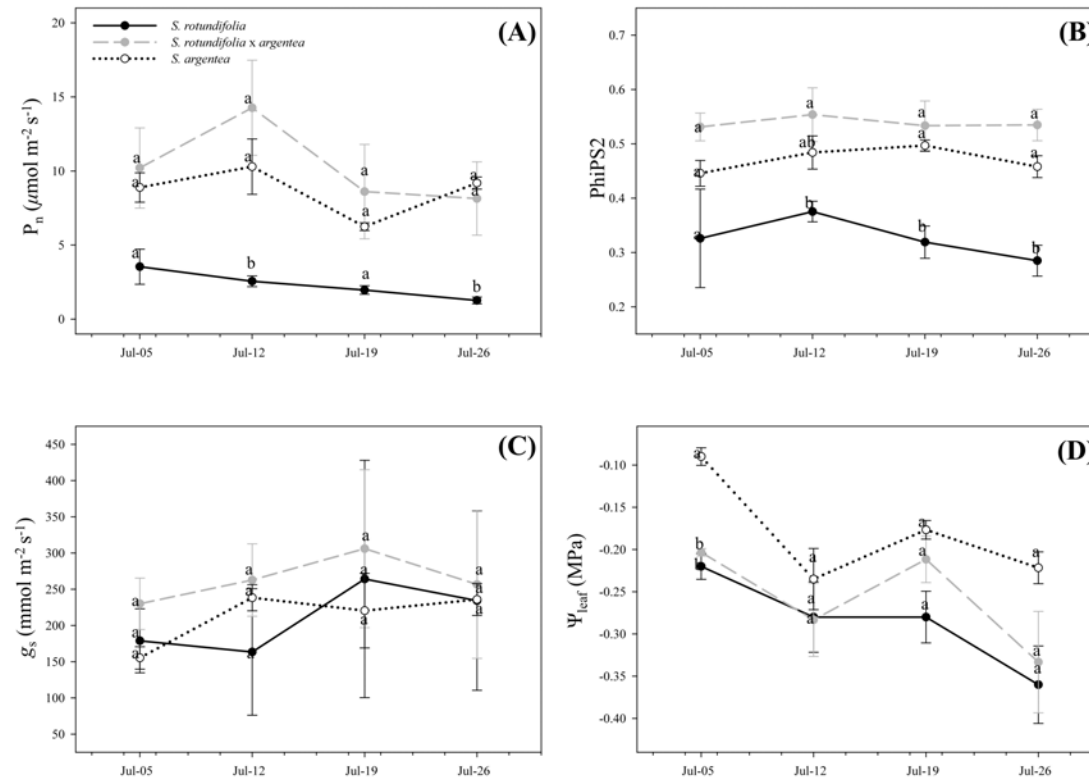 (A)
S. rotundifolia
S. rotundifolia x argentea
S. argentea
P_n (μmol m⁻² s⁻¹)
20
15
10
5
0
a a a a
a a a a
a b a b
Jul-05 Jul-12 Jul-19 Jul-26
(B)
PhiPS2
0.7
0.6
0.5
0.4
0.3
0.2
a a a a
a ab a a
a b b b
Jul-05 Jul-12 Jul-19 Jul-26
(C)
g_s (mmol m⁻² s⁻¹)
450
400
350
300
250
200
150
100
50
a a a a
a a a a
a a a a
Jul-05 Jul-12 Jul-19 Jul-26
(D)
Ψ_leaf (MPa)
-0.10
-0.15
-0.20
-0.25
-0.30
-0.35
-0.40
a a a a
b a a a
a a
Jul-05 Jul-12 Jul-19 Jul-26